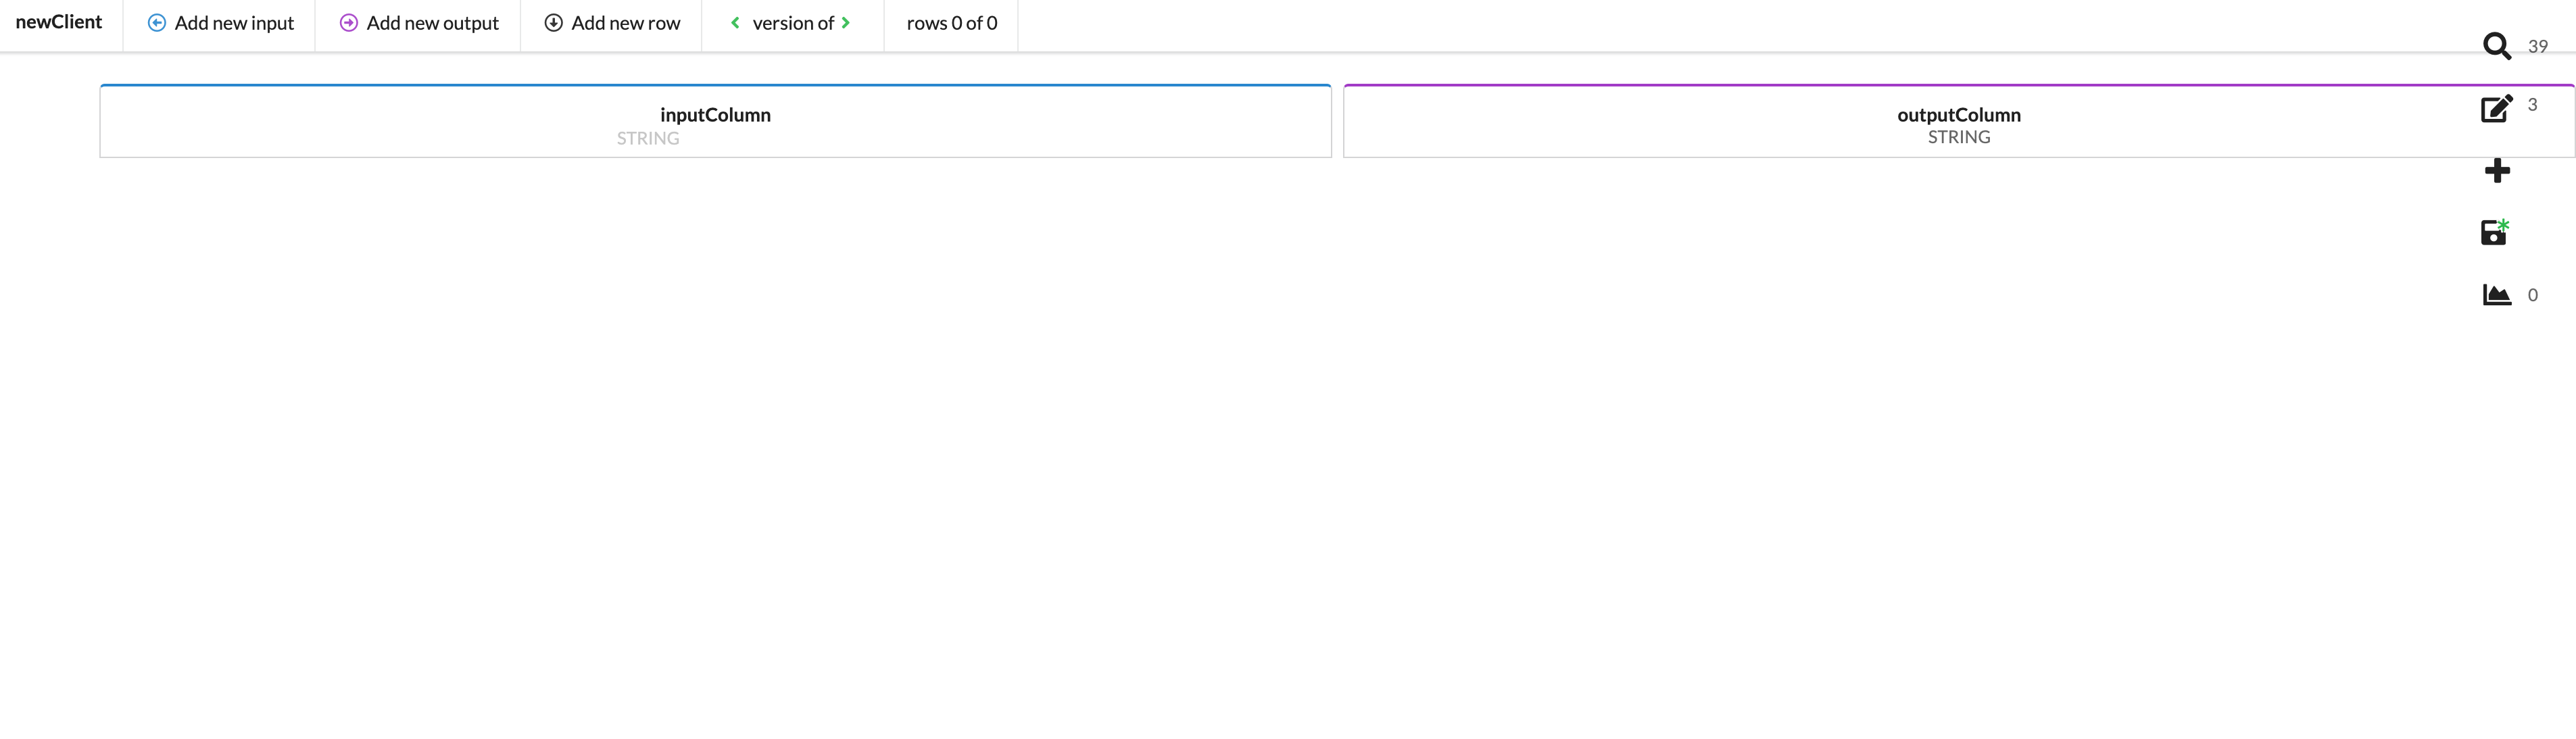 newClient Add new input Add new output Add new row version of rows 0 of 0
39
inputColumn outputColumn
STRING STRING
3
0